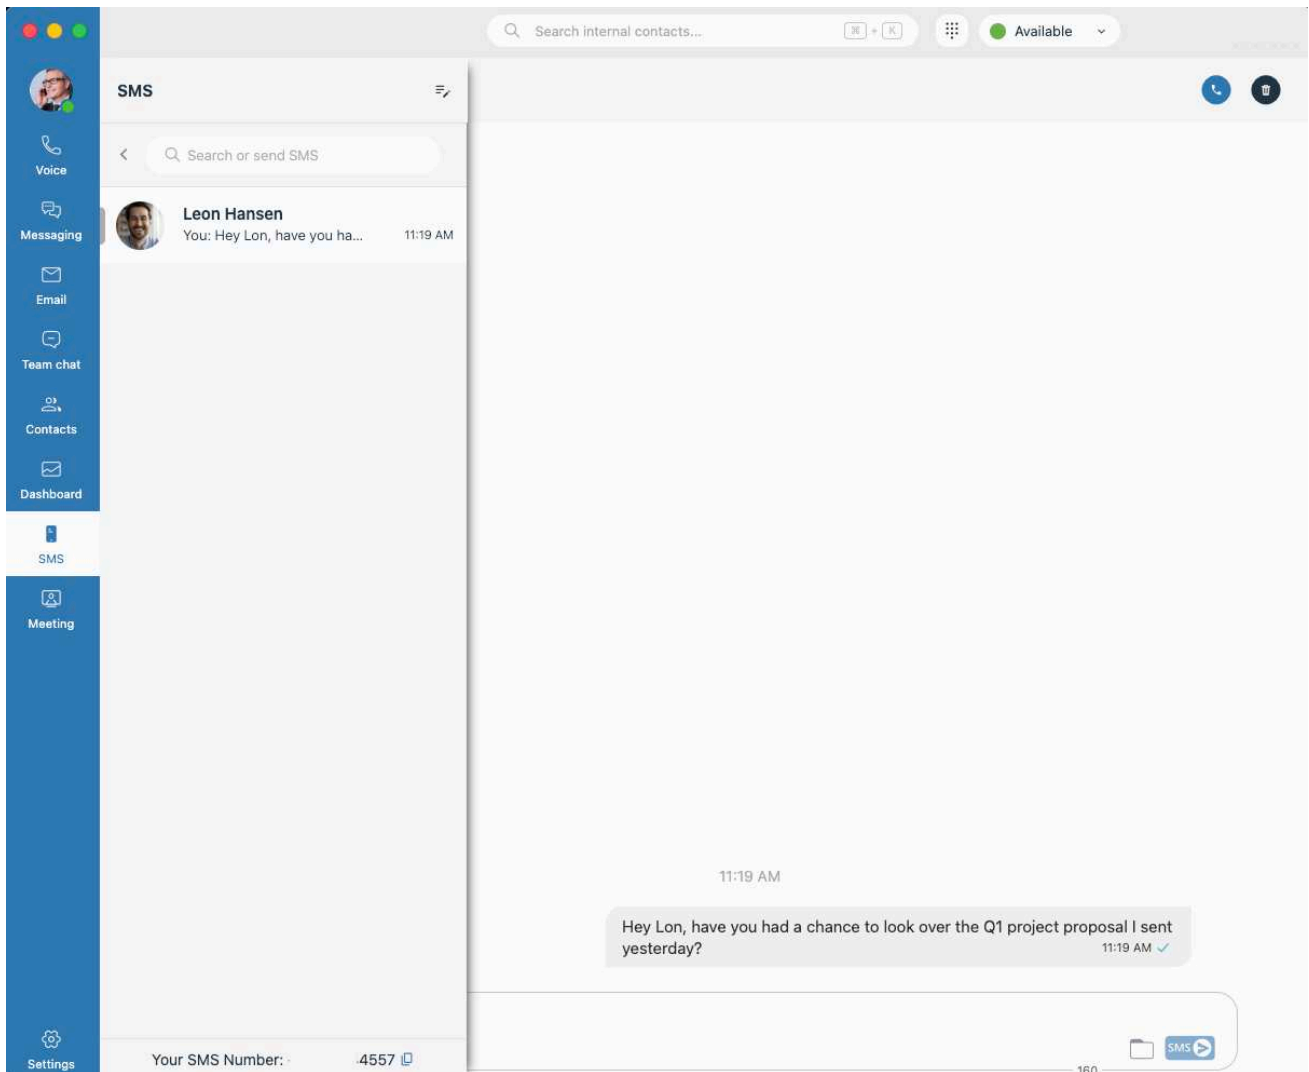 Search internal contacts...
⌘ + K
Available
SMS
Voice
Search or send SMS
Leon Hansen
You: Hey Lon, have you ha...
11:19 AM
Messaging
Email
Team chat
Contacts
Dashboard
SMS
Meeting
11:19 AM
Hey Lon, have you had a chance to look over the Q1 project proposal I sent
yesterday?
11:19 AM
SMS
160
Settings
Your SMS Number: 4557